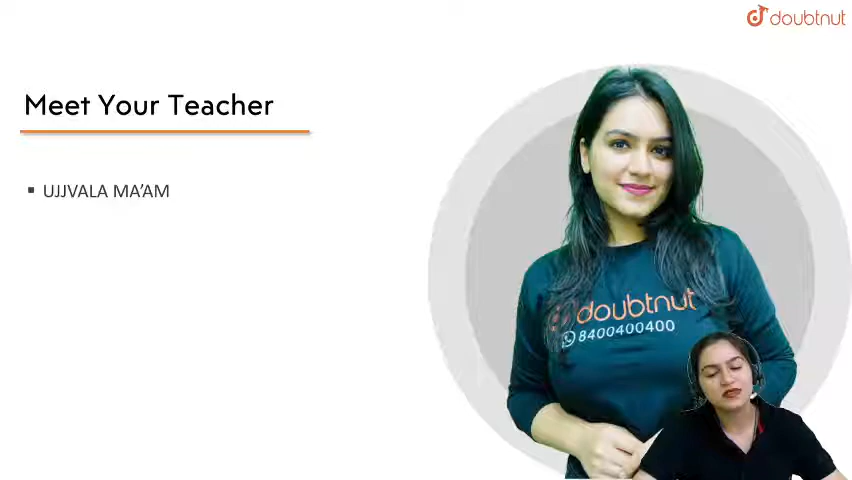 doubtnut
Meet Your Teacher
▪ UJJVALA MA’AM
doubtnut
8400400400